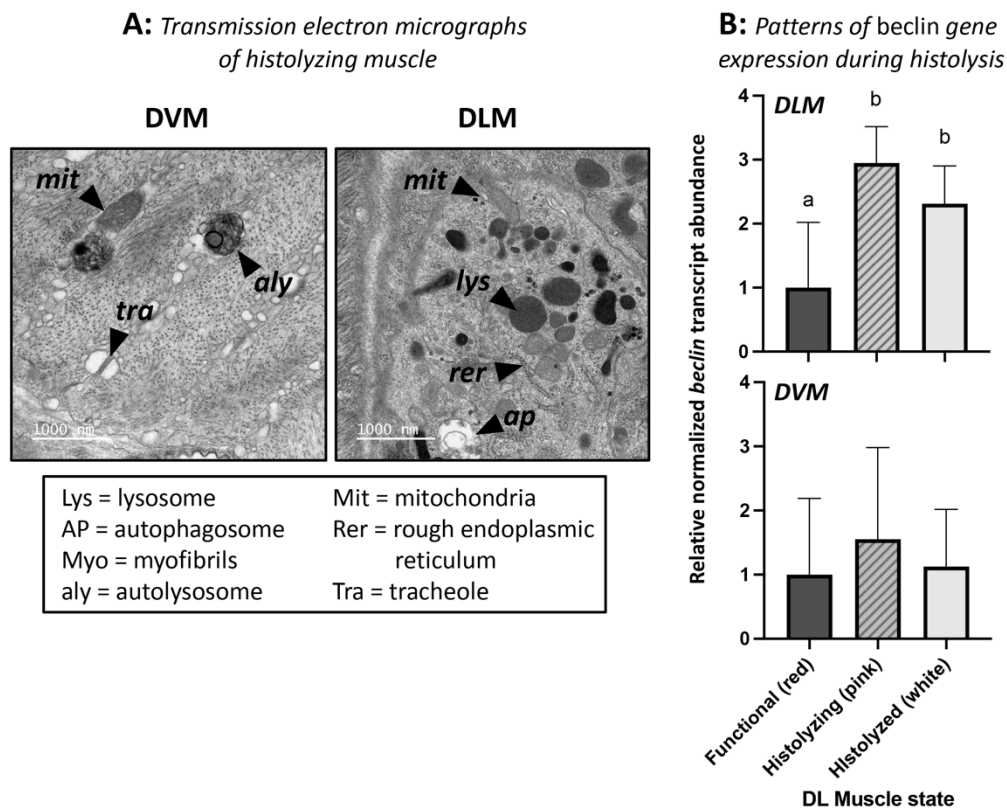 A: Transmission electron micrographs
of histolyzing muscle
DVM
DLM
mit
aly
tra
1000 nm
mit
lys
rer
ap
1000 nm
Lys = lysosome
AP = autophagosome
Myo = myofibrils
aly = autolysosome
Mit = mitochondria
Rer = rough endoplasmic
reticulum
Tra = tracheole
B: Patterns of beclin gene
expression during histolysis
Relative normalized beclin transcript abundance
DLM
4
3
2
1
0
a
b
b
DVM
4
3
2
1
0
Functional (red)
Histolyzing (pink)
HIstolyzed (white)
DL Muscle state